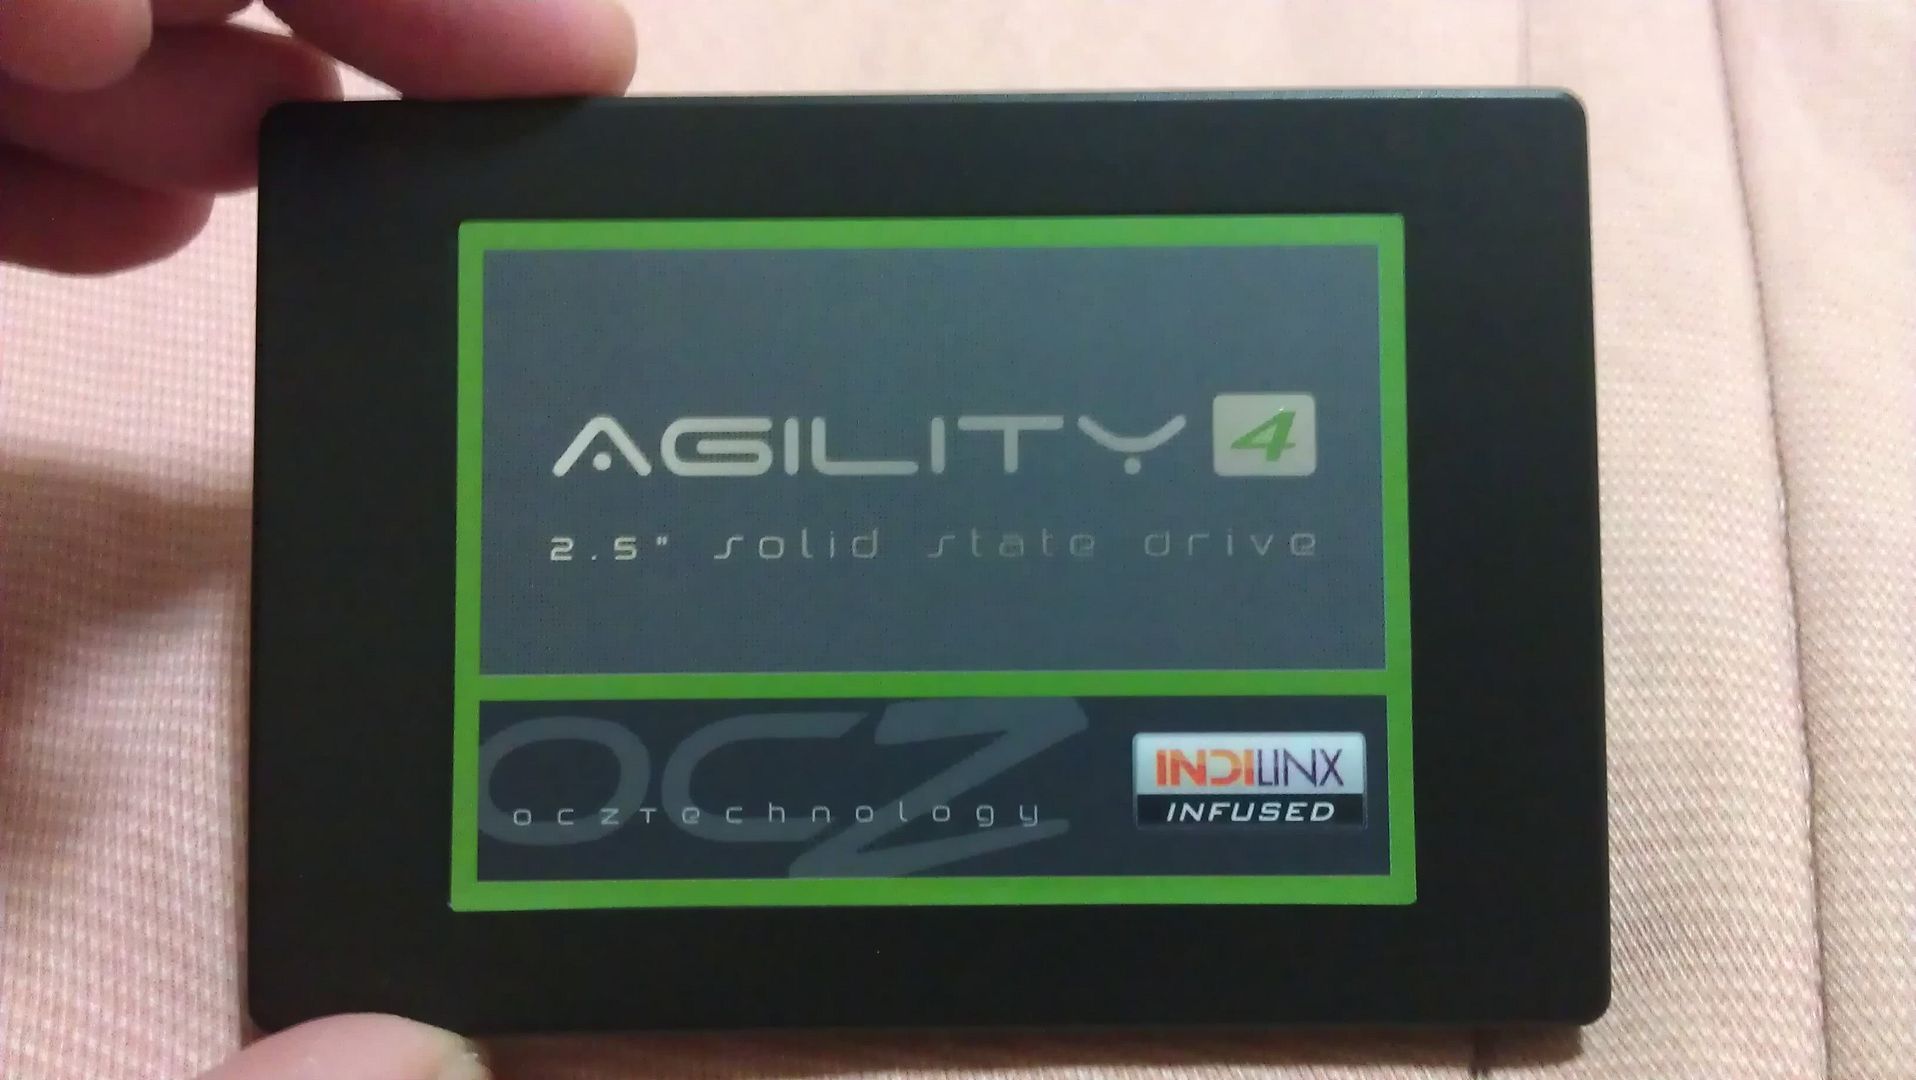 AGILITY 4
2.5" solid state drive
OCZ
OCZTechnology
INDILINX
INFUSED